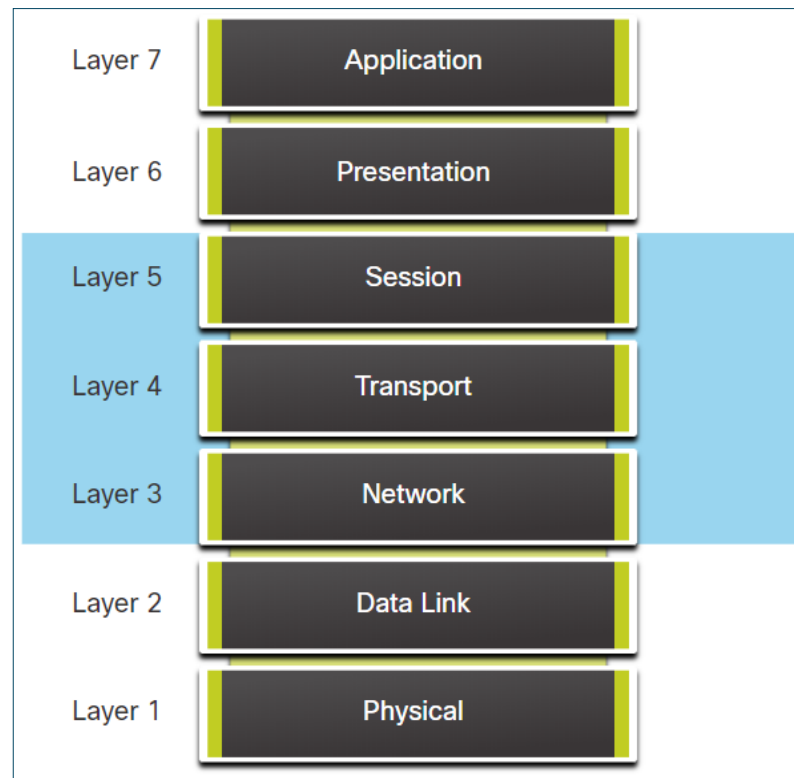 Layer 7 Application
Layer 6 Presentation
Layer 5 Session
Layer 4 Transport
Layer 3 Network
Layer 2 Data Link
Layer 1 Physical